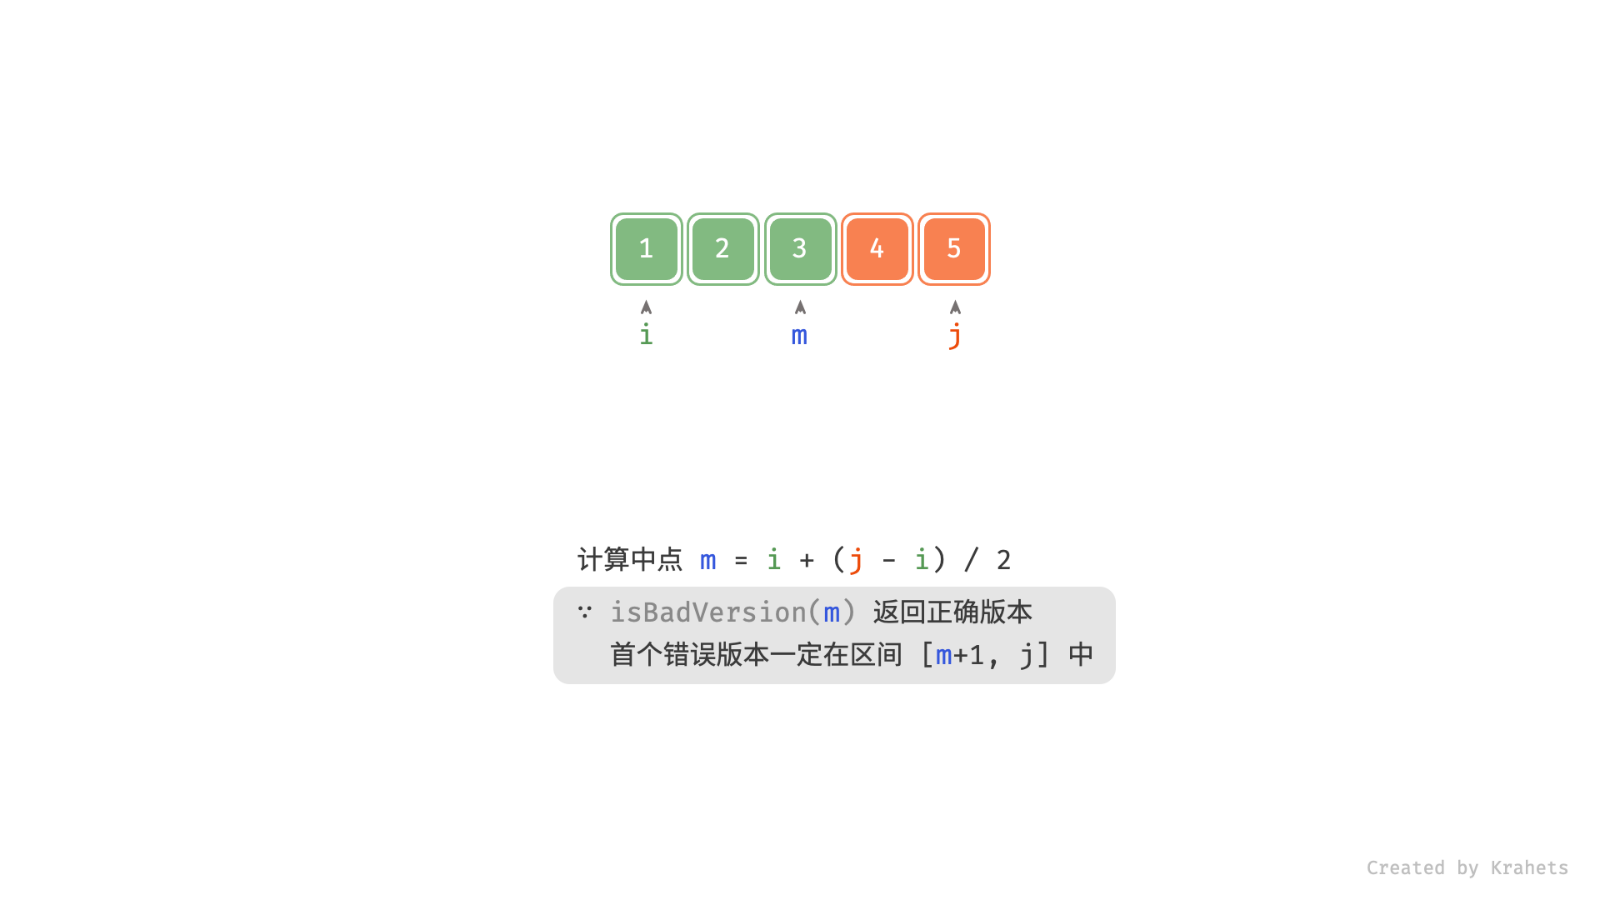 1 2 3 4 5
i m j
计算中点 m = i + (j - i) / 2
∵ isBadVersion(m) 返回正确版本
首个错误版本一定在区间 [m+1, j] 中
Created by Krahets